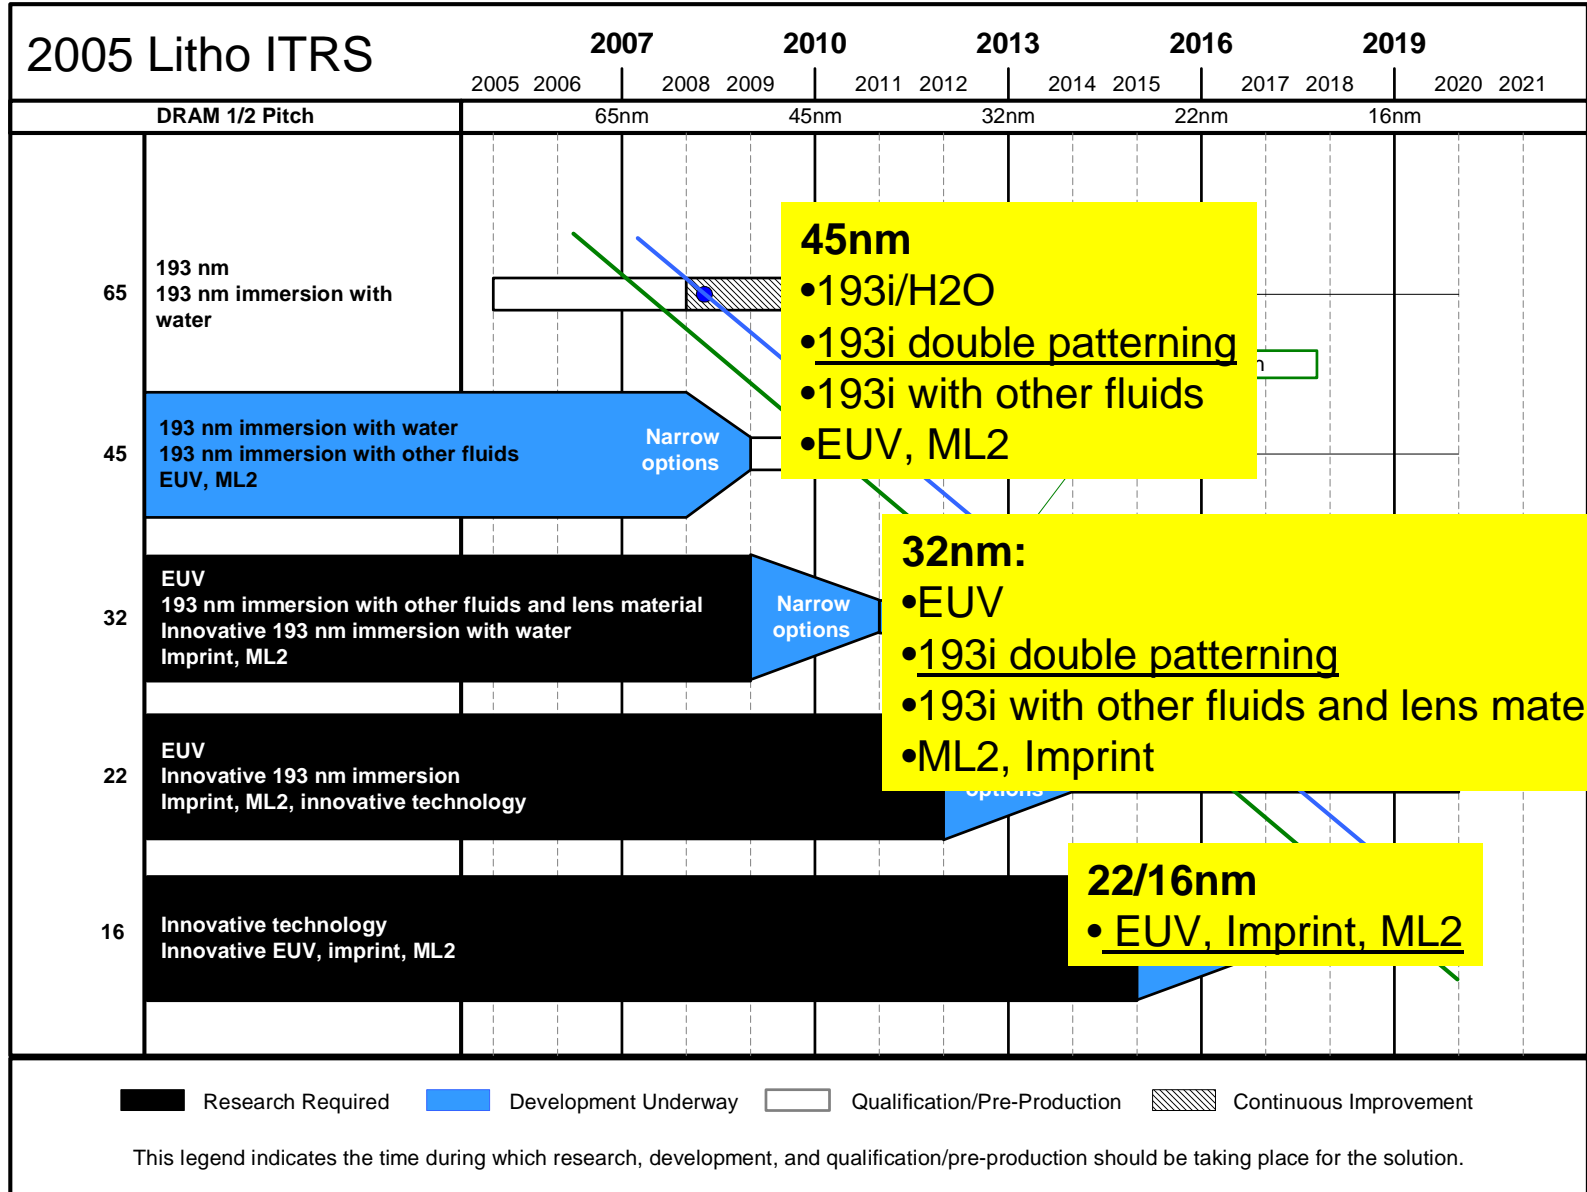 2005 Litho ITRS
2007 2010 2013 2016 2019
2005 2006 2008 2009 2011 2012 2014 2015 2017 2018 2020 2021
DRAM 1/2 Pitch 65nm 45nm 32nm 22nm 16nm
65
193 nm
193 nm immersion with
water
45
193 nm immersion with water
193 nm immersion with other fluids
EUV, ML2
Narrow
options
45nm
•193i/H2O
•193i double patterning
•193i with other fluids
•EUV, ML2
32
EUV
193 nm immersion with other fluids and lens material
Innovative 193 nm immersion with water
Imprint, ML2
Narrow
options
32nm:
•EUV
•193i double patterning
•193i with other fluids and lens mate
•ML2, Imprint
22
EUV
Innovative 193 nm immersion
Imprint, ML2, innovative technology
options
16
Innovative technology
Innovative EUV, imprint, ML2
22/16nm
• EUV, Imprint, ML2
Research Required Development Underway Qualification/Pre-Production Continuous Improvement
This legend indicates the time during which research, development, and qualification/pre-production should be taking place for the solution.